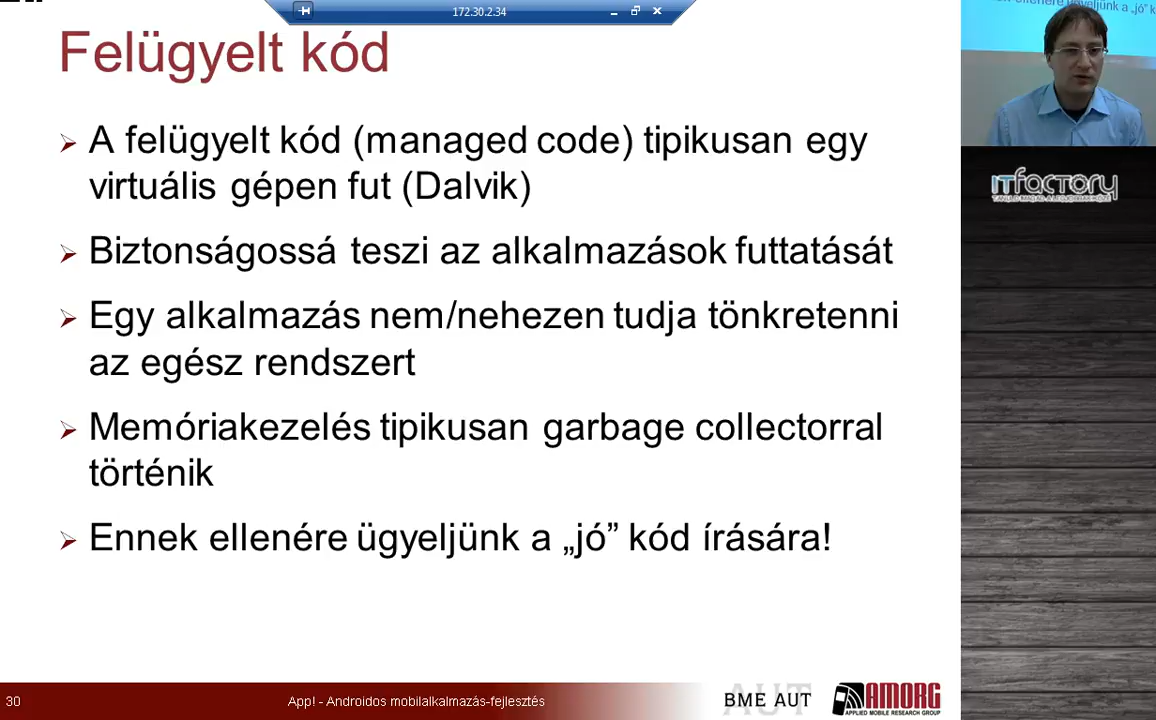 172.30.2.34
Felügyelt kód
A felügyelt kód (managed code) tipikusan egy
virtuális gépen fut (Dalvik)
Biztonságossá teszi az alkalmazások futtatását
Egy alkalmazás nem/nehezen tudja tönkretenni
az egész rendszert
Memóriakezelés tipikusan garbage collectorral
történik
Ennek ellenére ügyeljünk a „jó” kód írására!
30
App! - Androidos mobilalkalmazás-fejlesztés
BME AUT
AMORG
APPLIED MOBILE RESEARCH GROUP
ügyeljünk a „jó” k
ITfactory